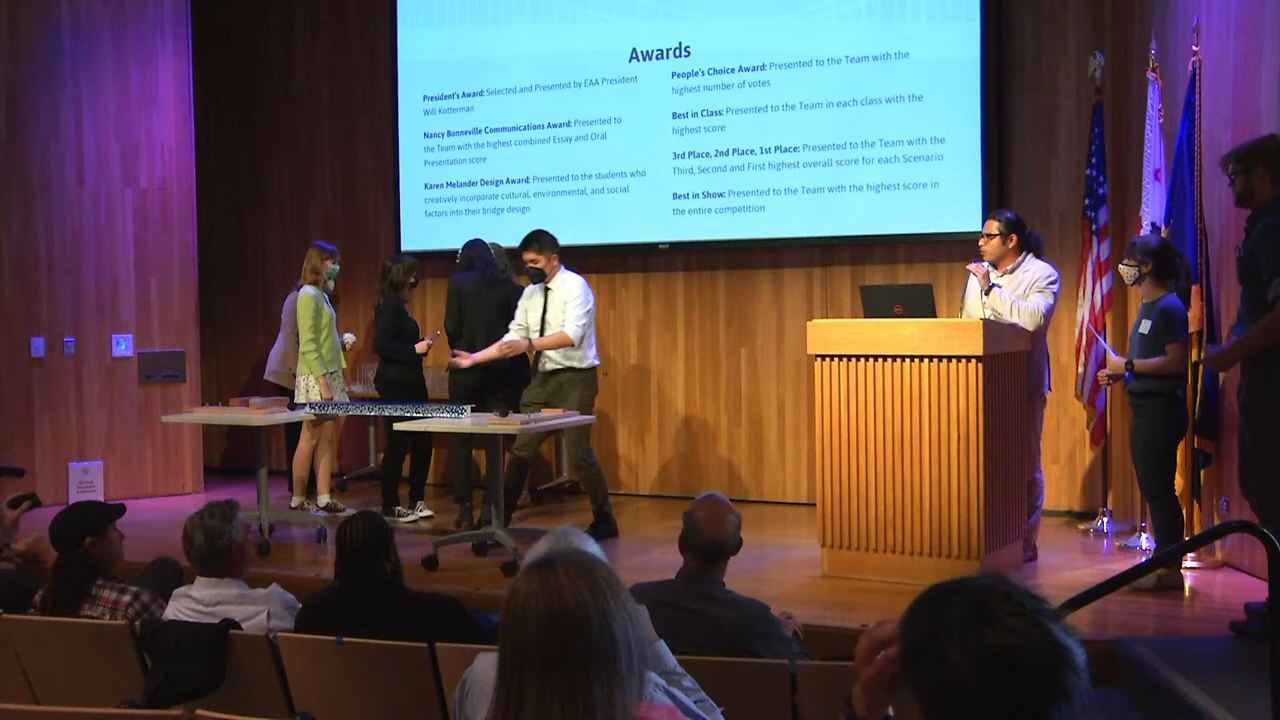 Awards
President's Award: Selected and Presented by EAA President
Will Kotterman
Nancy Bonneville Communications Award: Presented to
the Team with the highest combined Essay and Oral
Presentation score
Karen Melander Design Award: Presented to the students who
creatively incorporate cultural, environmental, and social
factors into their bridge design
People's Choice Award: Presented to the Team with the
highest number of votes
Best in Class: Presented to the Team in each class with the
highest score
3rd Place, 2nd Place, 1st Place: Presented to the Team with the
Third, Second and First highest overall score for each Scenario
Best in Show: Presented to the Team with the highest score in
the entire competition